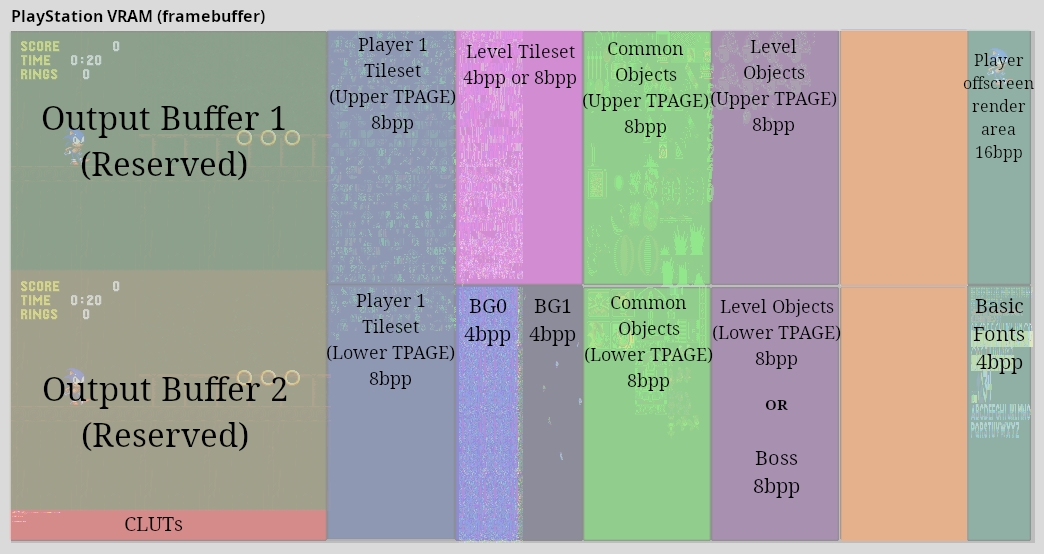 PlayStation VRAM (framebuffer)
SCORE 0
TIME 0:20
RINGS 0
Output Buffer 1
(Reserved)
Player 1
Tileset
(Upper TPAGE)
8bpp
Level Tileset
4bpp or 8bpp
Common
Objects
(Upper TPAGE)
8bpp
Level
Objects
(Upper TPAGE)
8bpp
Player
offscreen
render
area
16bpp
SCORE 0
TIME 0:20
RINGS 0
Output Buffer 2
(Reserved)
CLUTs
Player 1
Tileset
(Lower TPAGE)
8bpp
BG0
4bpp
BG1
4bpp
Common
Objects
(Lower TPAGE)
8bpp
Level Objects
(Lower TPAGE)
8bpp
OR
Boss
8bpp
Basic
Fonts
4bpp
ABCDEFGHIJKLMNO
PQRSTUVWXYZ